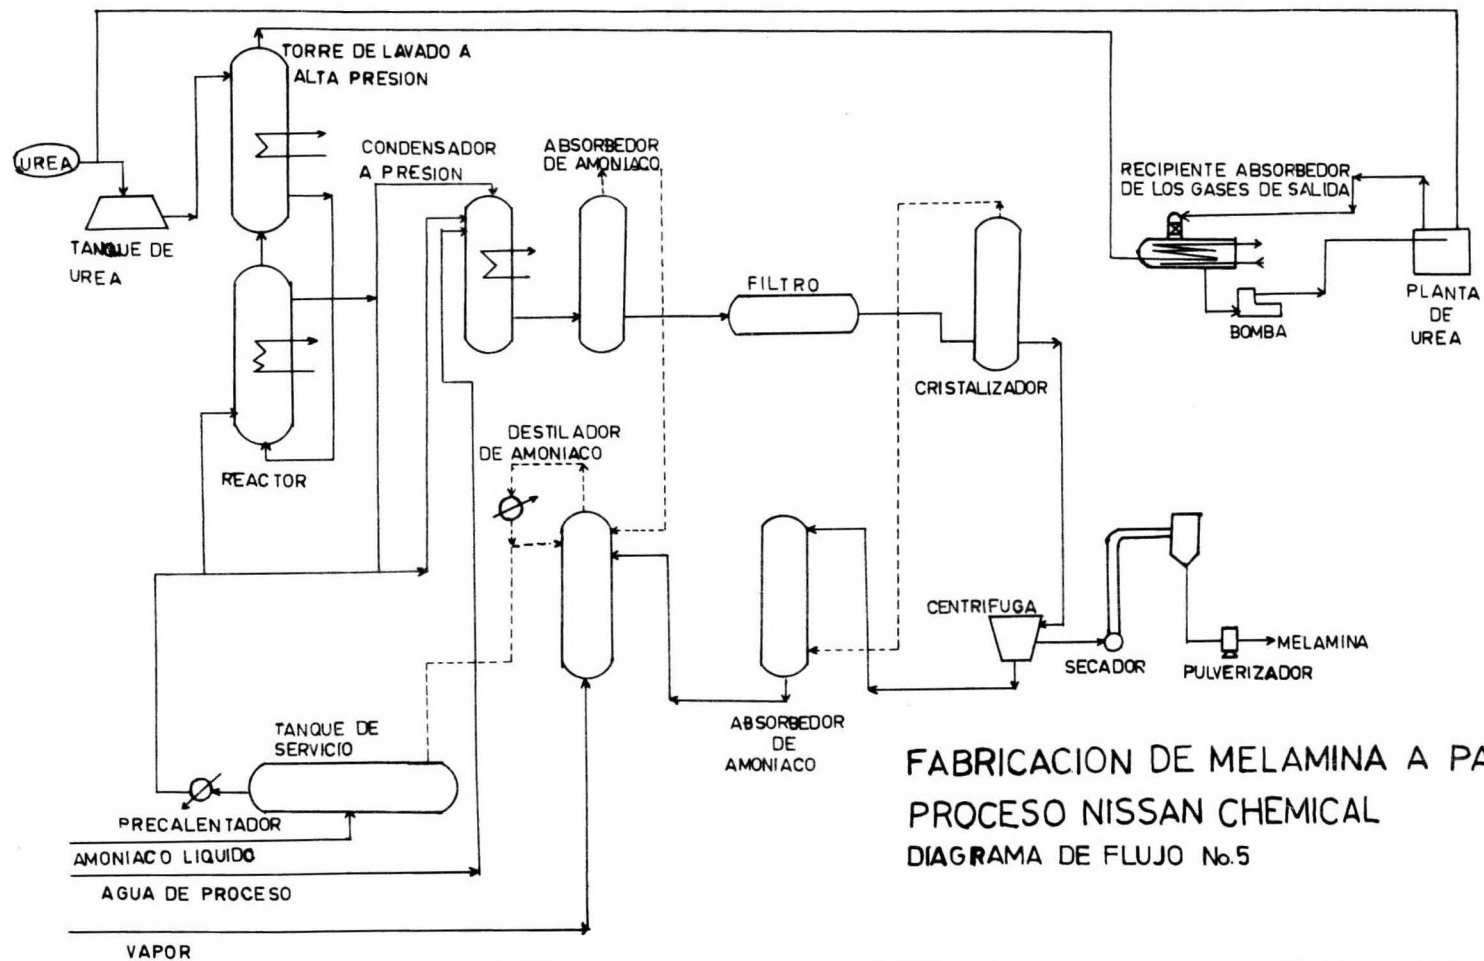 TORRE DE LAVADO A
ALTA PRESION
UREA
TANQUE DE
UREA
CONDENSADOR
A PRESION
ABSORBEDOR
DE AMONIACO
RECIPIENTE ABSORBEDOR
DE LOS GASES DE SALIDA
PLANTA
DE
UREA
BOMBA
FILTRO
CRISTALIZADOR
REACTOR
DESTILADOR
DE AMONIACO
CENTRIFUGA
SECADOR
MELAMINA
PULVERIZADOR
ABSORBEDOR
DE
AMONIACO
TANQUE DE
SERVICIO
PRECALENTADOR
AMONIACO LIQUIDO
AGUA DE PROCESO
VAPOR
FABRICACION DE MELAMINA A PA
PROCESO NISSAN CHEMICAL
DIAGRAMA DE FLUJO No.5